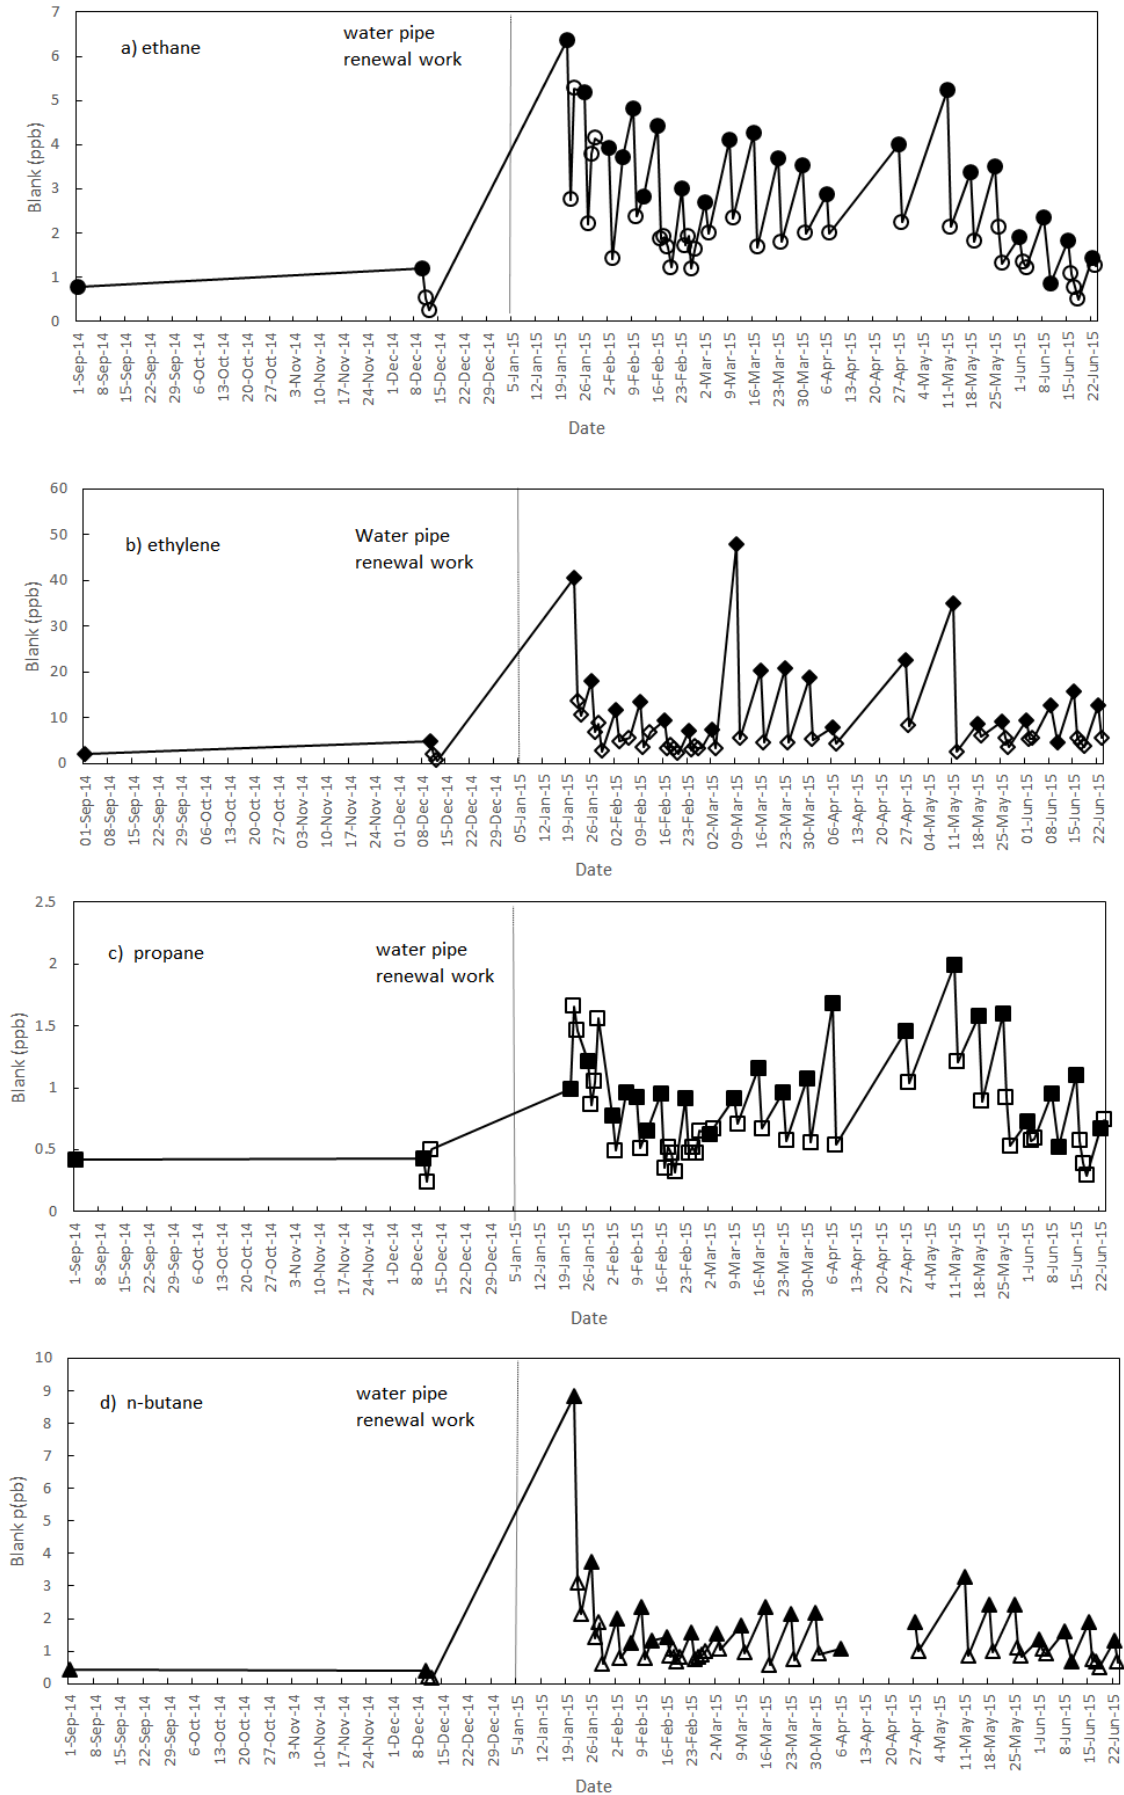 a) ethane
water pipe
renewal work
Blank (ppb)
7
6
5
4
3
2
1
0
1-Sep-14
8-Sep-14
15-Sep-14
22-Sep-14
29-Sep-14
6-Oct-14
13-Oct-14
20-Oct-14
27-Oct-14
3-Nov-14
10-Nov-14
17-Nov-14
24-Nov-14
1-Dec-14
8-Dec-14
15-Dec-14
22-Dec-14
29-Dec-14
5-Jan-15
12-Jan-15
19-Jan-15
26-Jan-15
2-Feb-15
9-Feb-15
16-Feb-15
23-Feb-15
2-Mar-15
9-Mar-15
16-Mar-15
23-Mar-15
30-Mar-15
6-Apr-15
13-Apr-15
20-Apr-15
27-Apr-15
4-May-15
11-May-15
18-May-15
25-May-15
1-Jun-15
8-Jun-15
15-Jun-15
22-Jun-15
Date
b) ethylene
Water pipe
renewal work
Blank (ppb)
60
50
40
30
20
10
0
01-Sep-14
08-Sep-14
15-Sep-14
22-Sep-14
29-Sep-14
06-Oct-14
13-Oct-14
20-Oct-14
27-Oct-14
03-Nov-14
10-Nov-14
17-Nov-14
24-Nov-14
01-Dec-14
08-Dec-14
15-Dec-14
22-Dec-14
29-Dec-14
05-Jan-15
12-Jan-15
19-Jan-15
26-Jan-15
02-Feb-15
09-Feb-15
16-Feb-15
23-Feb-15
02-Mar-15
09-Mar-15
16-Mar-15
23-Mar-15
30-Mar-15
06-Apr-15
13-Apr-15
20-Apr-15
27-Apr-15
04-May-15
11-May-15
18-May-15
25-May-15
01-Jun-15
08-Jun-15
15-Jun-15
22-Jun-15
Date
c) propane
water pipe
renewal work
Blank (ppb)
2.5
2
1.5
1
0.5
0
1-Sep-14
8-Sep-14
15-Sep-14
22-Sep-14
29-Sep-14
6-Oct-14
13-Oct-14
20-Oct-14
27-Oct-14
3-Nov-14
10-Nov-14
17-Nov-14
24-Nov-14
1-Dec-14
8-Dec-14
15-Dec-14
22-Dec-14
29-Dec-14
5-Jan-15
12-Jan-15
19-Jan-15
26-Jan-15
2-Feb-15
9-Feb-15
16-Feb-15
23-Feb-15
2-Mar-15
9-Mar-15
16-Mar-15
23-Mar-15
30-Mar-15
6-Apr-15
13-Apr-15
20-Apr-15
27-Apr-15
4-May-15
11-May-15
18-May-15
25-May-15
1-Jun-15
8-Jun-15
15-Jun-15
22-Jun-15
Date
d) n-butane
water pipe
renewal work
Blank p(pb)
10
9
8
7
6
5
4
3
2
1
0
1-Sep-14
8-Sep-14
15-Sep-14
22-Sep-14
29-Sep-14
6-Oct-14
13-Oct-14
20-Oct-14
27-Oct-14
3-Nov-14
10-Nov-14
17-Nov-14
24-Nov-14
1-Dec-14
8-Dec-14
15-Dec-14
22-Dec-14
29-Dec-14
5-Jan-15
12-Jan-15
19-Jan-15
26-Jan-15
2-Feb-15
9-Feb-15
16-Feb-15
23-Feb-15
2-Mar-15
9-Mar-15
16-Mar-15
23-Mar-15
30-Mar-15
6-Apr-15
13-Apr-15
20-Apr-15
27-Apr-15
4-May-15
11-May-15
18-May-15
25-May-15
1-Jun-15
8-Jun-15
15-Jun-15
22-Jun-15
Date